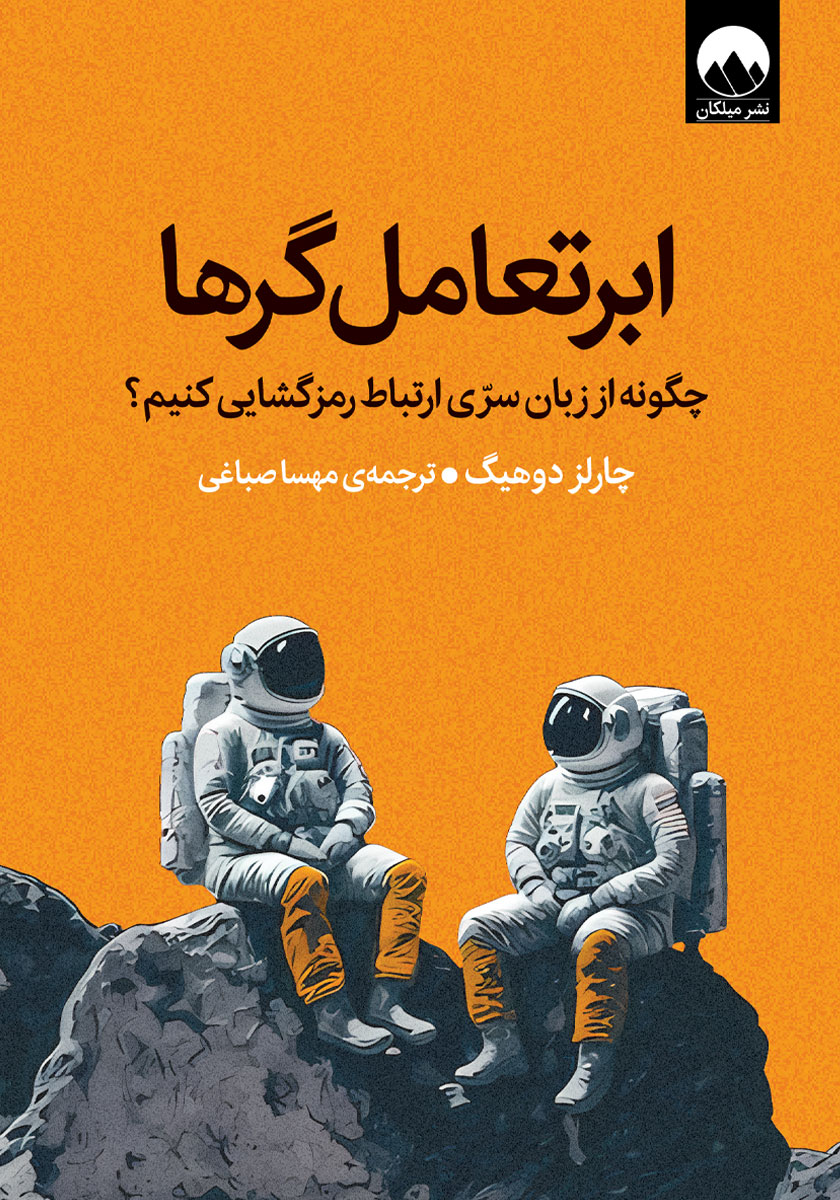 نشر میلکان
ابرتعامل‌گرها
چگونه از زبان سرّی ارتباط رمزگشایی کنیم؟
چارلز دوهیگ ● ترجمه‌ی مهسا صباغی